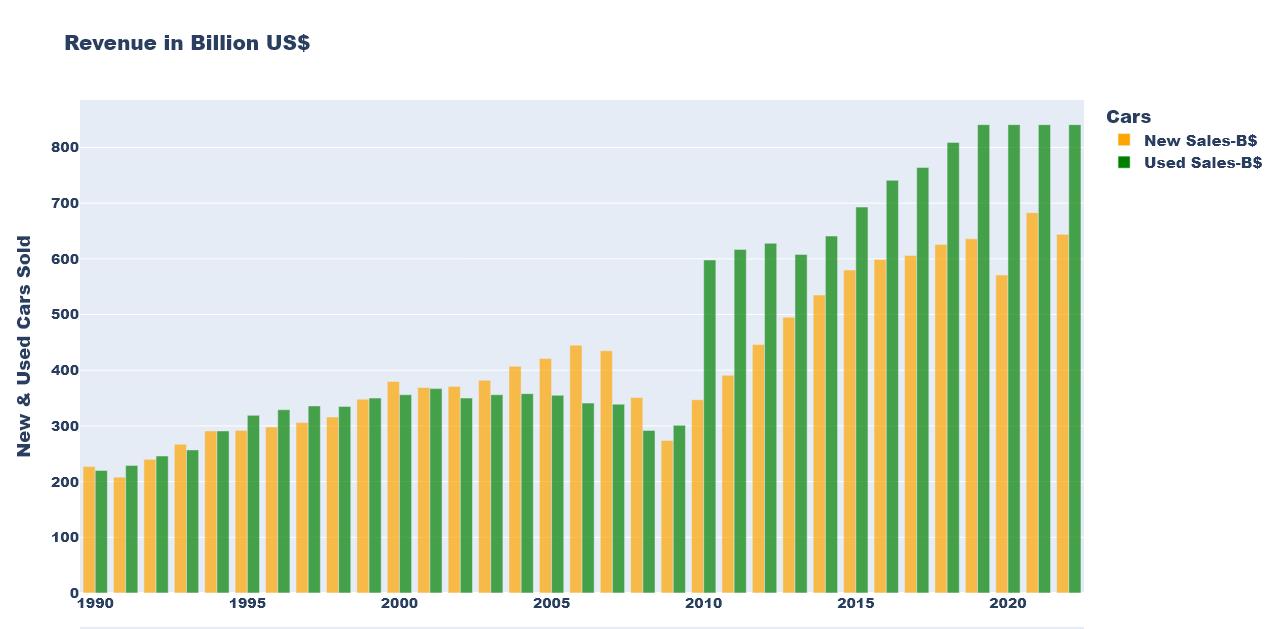 Revenue in Billion US$
Cars
New Sales-B$
Used Sales-B$
New & Used Cars Sold
800
700
600
500
400
300
200
100
0
1990 1995 2000 2005 2010 2015 2020